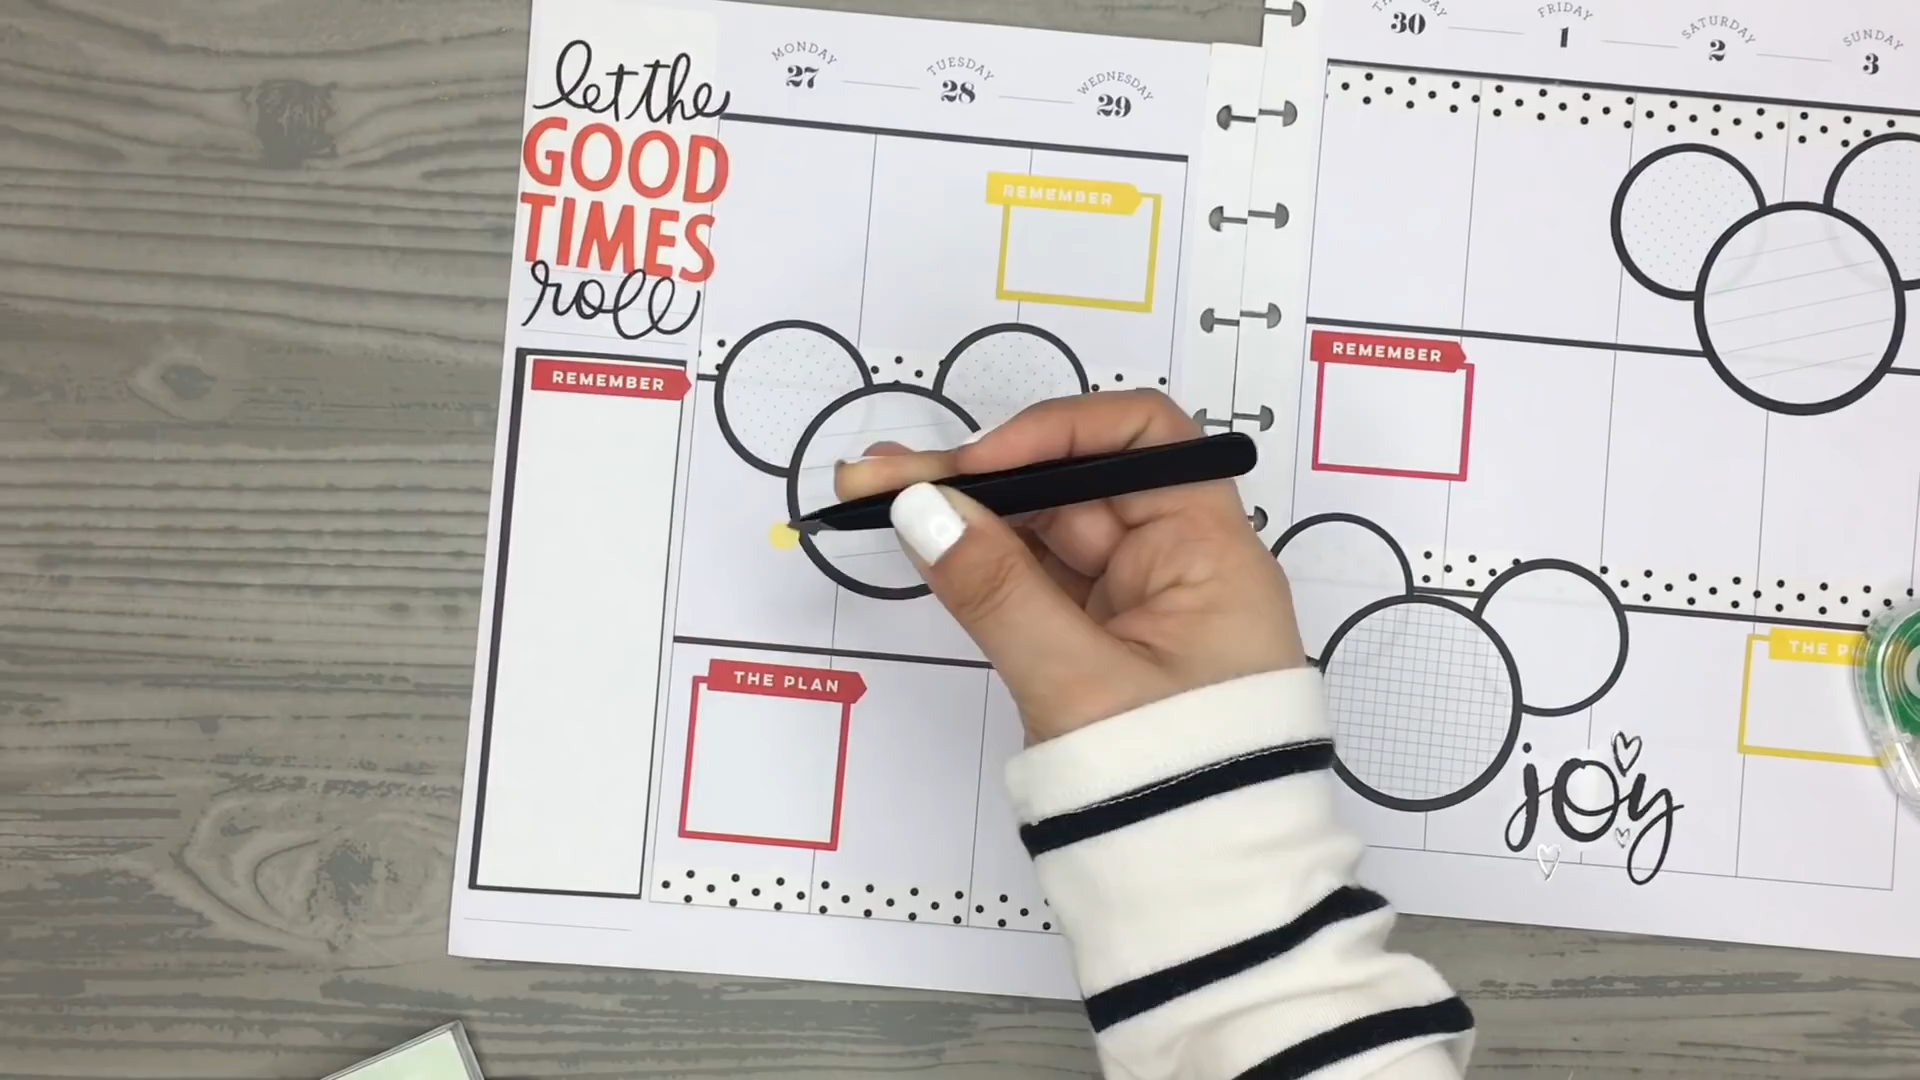 let the
GOOD
TIMES
roll
MONDAY
27
TUESDAY
28
WEDNESDAY
29
30
FRIDAY
1
SATURDAY
2
SUNDAY
3
REMEMBER
REMEMBER
REMEMBER
THE PLAN
THE
joy